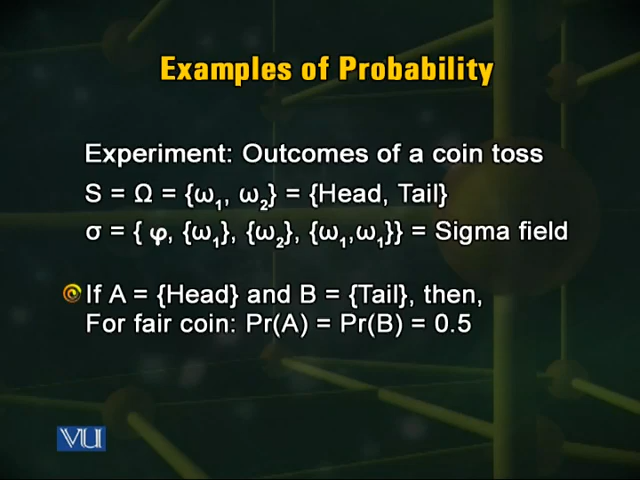 Examples of Probability
Experiment: Outcomes of a coin toss
S = Ω = {ω₁, ω₂} = {Head, Tail}
σ = { φ, {ω₁}, {ω₂}, {ω₁,ω₁}} = Sigma field
If A = {Head} and B = {Tail}, then,
For fair coin: Pr(A) = Pr(B) = 0.5
VU